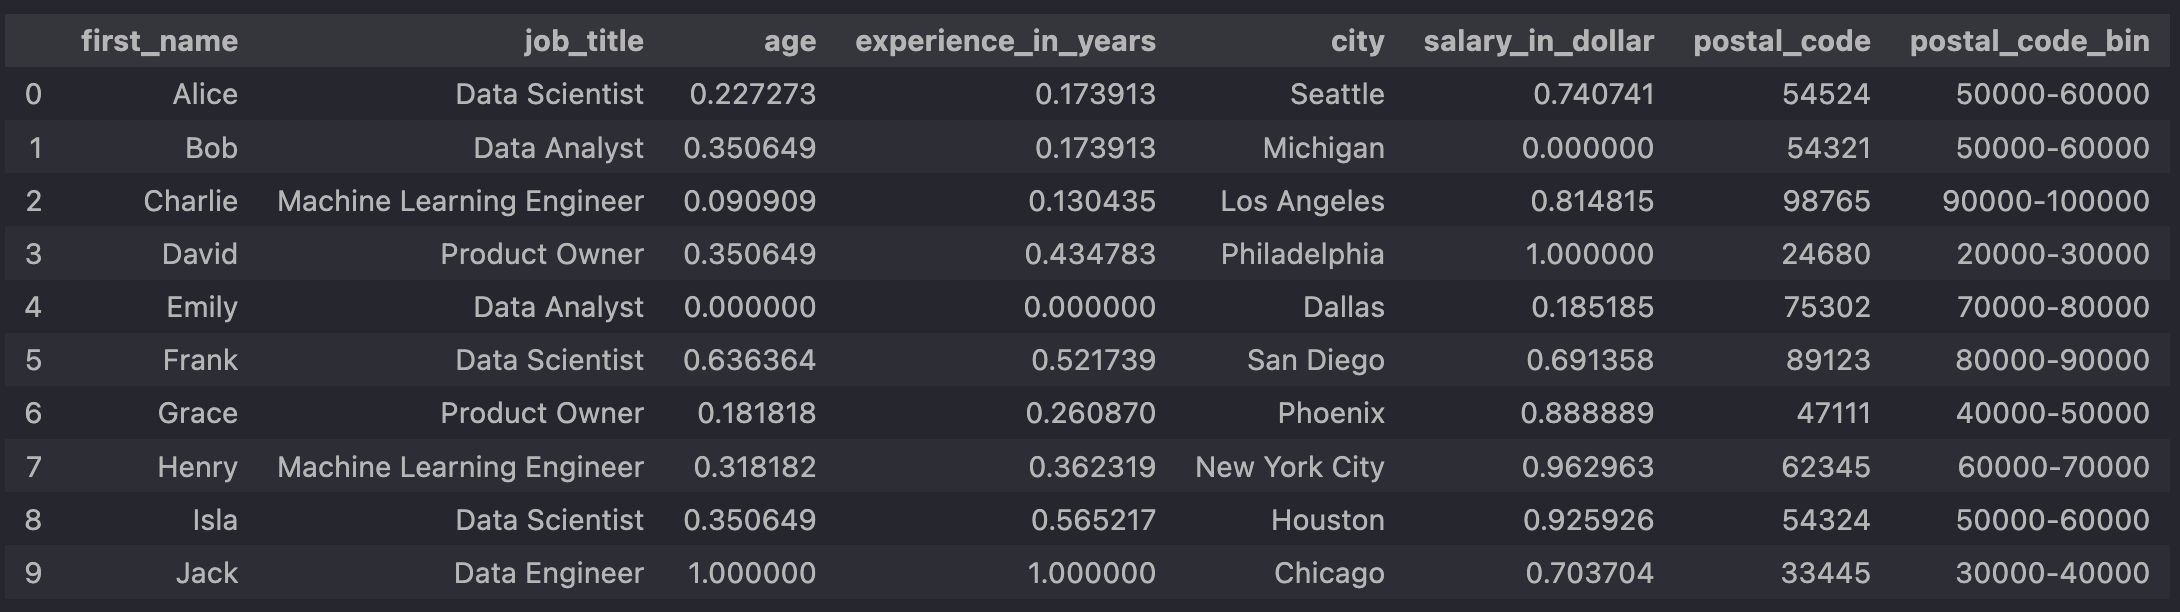 first_name job_title age experience_in_years city salary_in_dollar postal_code postal_code_bin
0 Alice Data Scientist 0.227273 0.173913 Seattle 0.740741 54524 50000-60000
1 Bob Data Analyst 0.350649 0.173913 Michigan 0.000000 54321 50000-60000
2 Charlie Machine Learning Engineer 0.090909 0.130435 Los Angeles 0.814815 98765 90000-100000
3 David Product Owner 0.350649 0.434783 Philadelphia 1.000000 24680 20000-30000
4 Emily Data Analyst 0.000000 0.000000 Dallas 0.185185 75302 70000-80000
5 Frank Data Scientist 0.636364 0.521739 San Diego 0.691358 89123 80000-90000
6 Grace Product Owner 0.181818 0.260870 Phoenix 0.888889 47111 40000-50000
7 Henry Machine Learning Engineer 0.318182 0.362319 New York City 0.962963 62345 60000-70000
8 Isla Data Scientist 0.350649 0.565217 Houston 0.925926 54324 50000-60000
9 Jack Data Engineer 1.000000 1.000000 Chicago 0.703704 33445 30000-40000